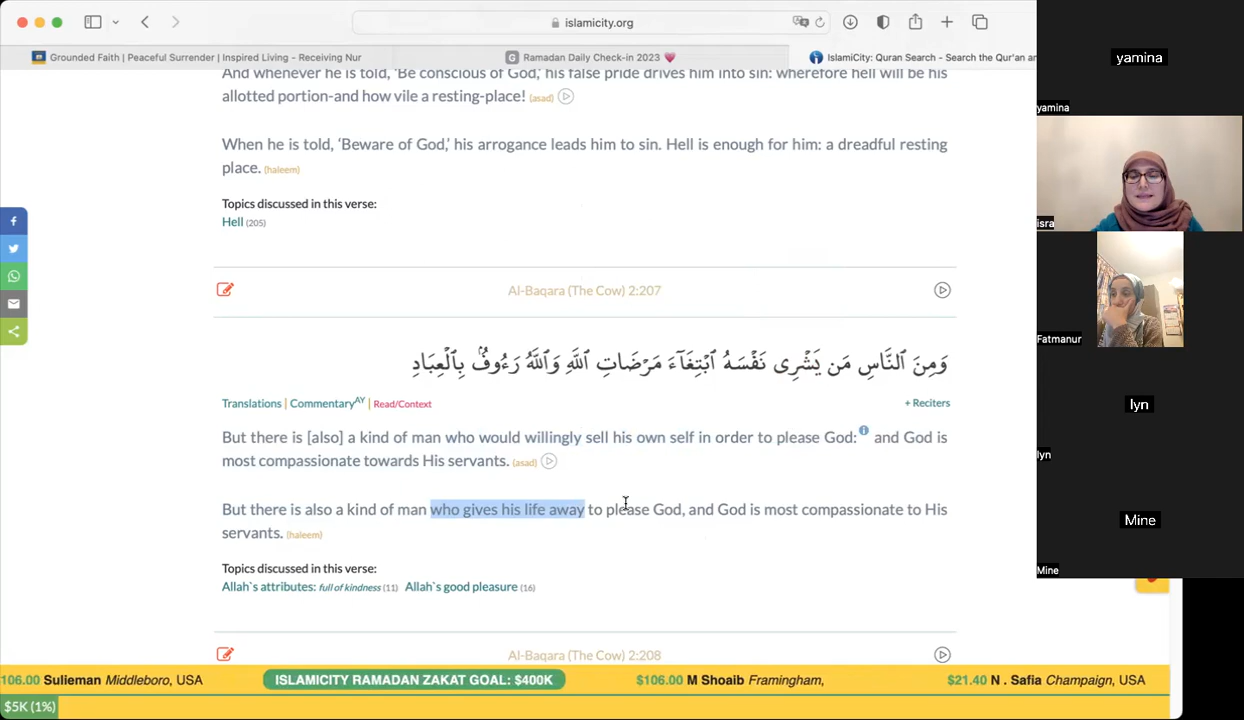 islamicity.org
Grounded Faith | Peaceful Surrender | Inspired Living - Receiving Nur
G Ramadan Daily Check-in 2023
IslamiCity: Quran Search - Search the Qur'an an
And whenever he is told, 'Be conscious of God,' his false pride drives him into sin: wherefore hell will be his
allotted portion-and how vile a resting-place! (asad)
When he is told, 'Beware of God,' his arrogance leads him to sin. Hell is enough for him: a dreadful resting
place. (haleem)
Topics discussed in this verse:
Hell (205)
Al-Baqara (The Cow) 2:207
وَمِنَ ٱلنَّاسِ مَن يَشْرِى نَفْسَهُ ٱبْتِغَآءَ مَرْضَاتِ ٱللَّهِ وَٱللَّهُ رَءُوفٌۢ بِٱلْعِبَادِ
Translations | Commentary AY | Read/Context
+ Reciters
But there is [also] a kind of man who would willingly sell his own self in order to please God: and God is
most compassionate towards His servants. (asad)
But there is also a kind of man who gives his life away to please God, and God is most compassionate to His
servants. (haleem)
Topics discussed in this verse:
Allah`s attributes: full of kindness (11) Allah`s good pleasure (16)
Al-Baqara (The Cow) 2:208
106.00 Sulieman Middleboro, USA
ISLAMICITY RAMADAN ZAKAT GOAL: $400K
$106.00 M Shoaib Framingham,
$21.40 N . Safia Champaign, USA
$5K (1%)
yamina
yamina
isra
Fatmanur
lyn
lyn
Mine
Mine